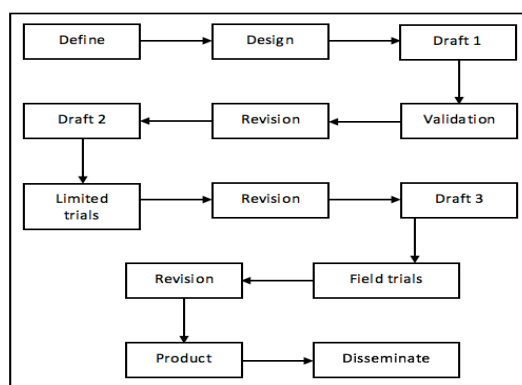 Define
Design
Draft 1
Validation
Revision
Draft 2
Limited
trials
Revision
Draft 3
Field trials
Revision
Product
Disseminate